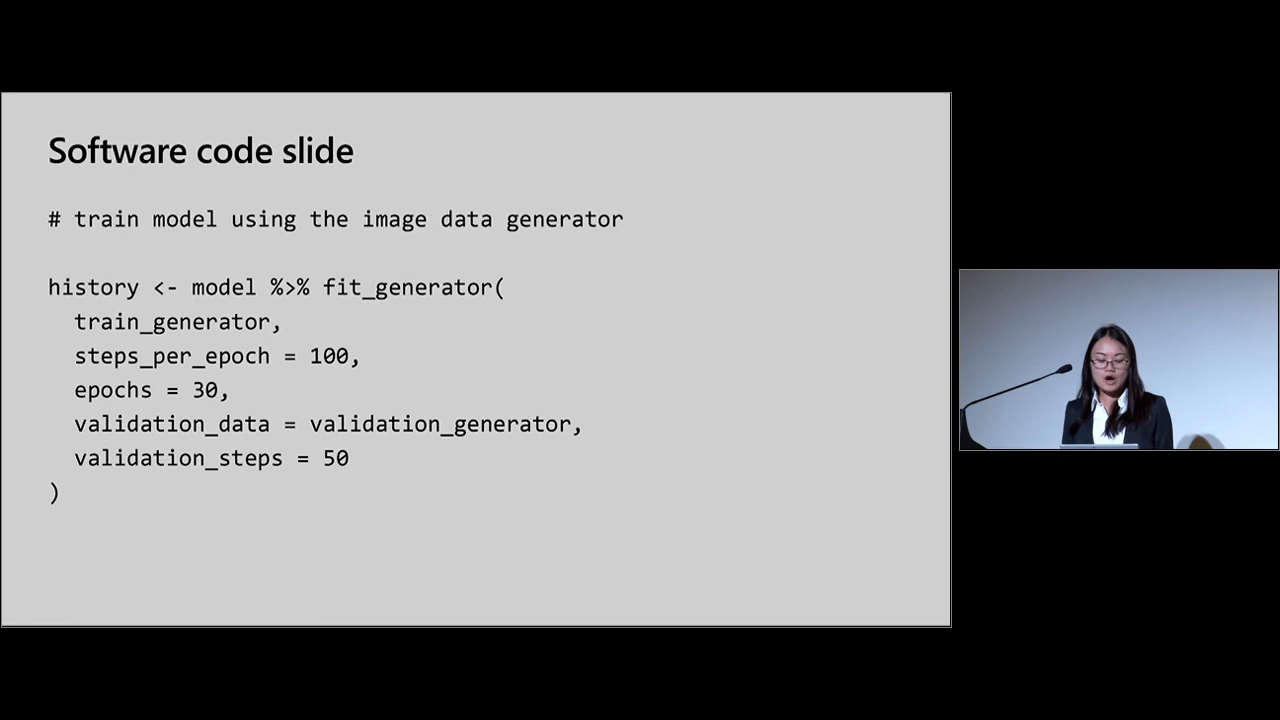 Software code slide
# train model using the image data generator
history <- model %>% fit_generator(
  train_generator,
  steps_per_epoch = 100,
  epochs = 30,
  validation_data = validation_generator,
  validation_steps = 50
)